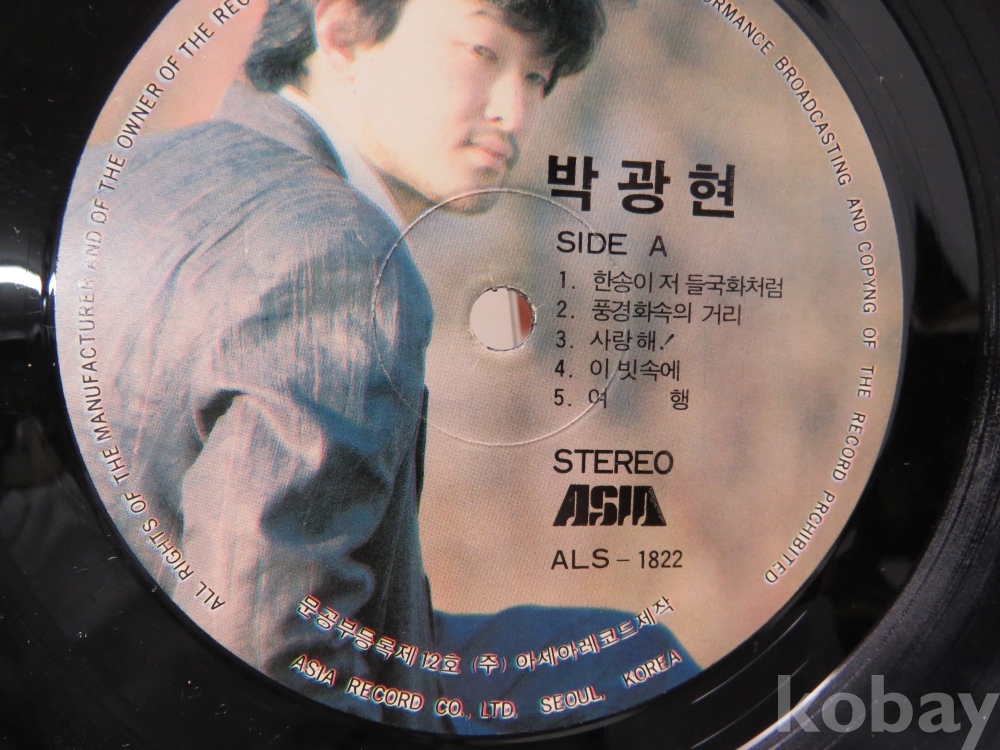 박광현
SIDE A
1. 한송이 저 들국화처럼
2. 풍경화속의 거리
3. 사랑해!
4. 이 빗속에
5. 여 행
STEREO
ASIA
ALS - 1822
ALL RIGHTS OF THE MANUFACTURER AND OF THE OWNER OF THE REC
ORMANCE BROADCASTING AND COPYNG OF THE RECORD PRCHIBITED
문공부등록제 12호 (주) 아세아레코드제작
ASIA RECORD CO., LTD. SEOUL, KOREA
kobay